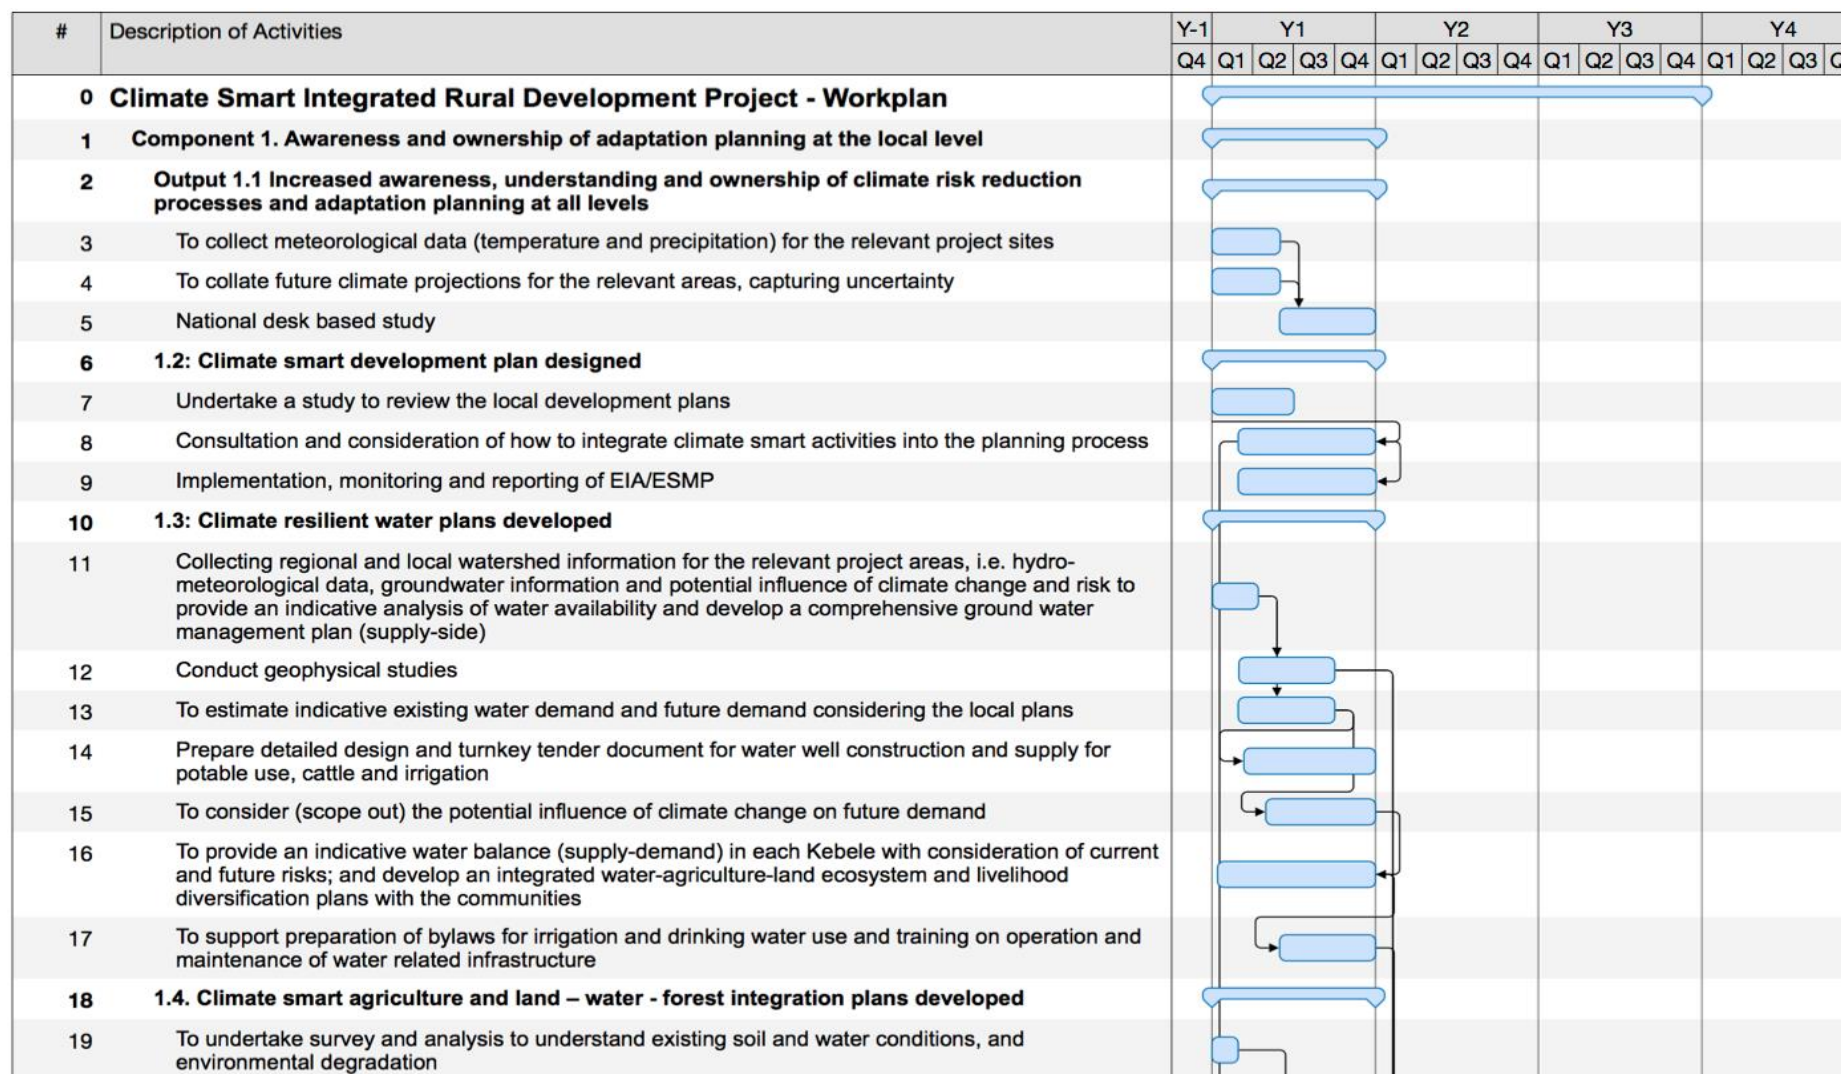 # Description of Activities Y-1 Y1 Y2 Y3 Y4
Q4 Q1 Q2 Q3 Q4 Q1 Q2 Q3 Q4 Q1 Q2 Q3 Q4 Q1 Q2 Q3
0 Climate Smart Integrated Rural Development Project - Workplan
1 Component 1. Awareness and ownership of adaptation planning at the local level
2 Output 1.1 Increased awareness, understanding and ownership of climate risk reduction
processes and adaptation planning at all levels
3 To collect meteorological data (temperature and precipitation) for the relevant project sites
4 To collate future climate projections for the relevant areas, capturing uncertainty
5 National desk based study
6 1.2: Climate smart development plan designed
7 Undertake a study to review the local development plans
8 Consultation and consideration of how to integrate climate smart activities into the planning process
9 Implementation, monitoring and reporting of EIA/ESMP
10 1.3: Climate resilient water plans developed
11 Collecting regional and local watershed information for the relevant project areas, i.e. hydro-
meteorological data, groundwater information and potential influence of climate change and risk to
provide an indicative analysis of water availability and develop a comprehensive ground water
management plan (supply-side)
12 Conduct geophysical studies
13 To estimate indicative existing water demand and future demand considering the local plans
14 Prepare detailed design and turnkey tender document for water well construction and supply for
potable use, cattle and irrigation
15 To consider (scope out) the potential influence of climate change on future demand
16 To provide an indicative water balance (supply-demand) in each Kebele with consideration of current
and future risks; and develop an integrated water-agriculture-land ecosystem and livelihood
diversification plans with the communities
17 To support preparation of bylaws for irrigation and drinking water use and training on operation and
maintenance of water related infrastructure
18 1.4. Climate smart agriculture and land – water - forest integration plans developed
19 To undertake survey and analysis to understand existing soil and water conditions, and
environmental degradation